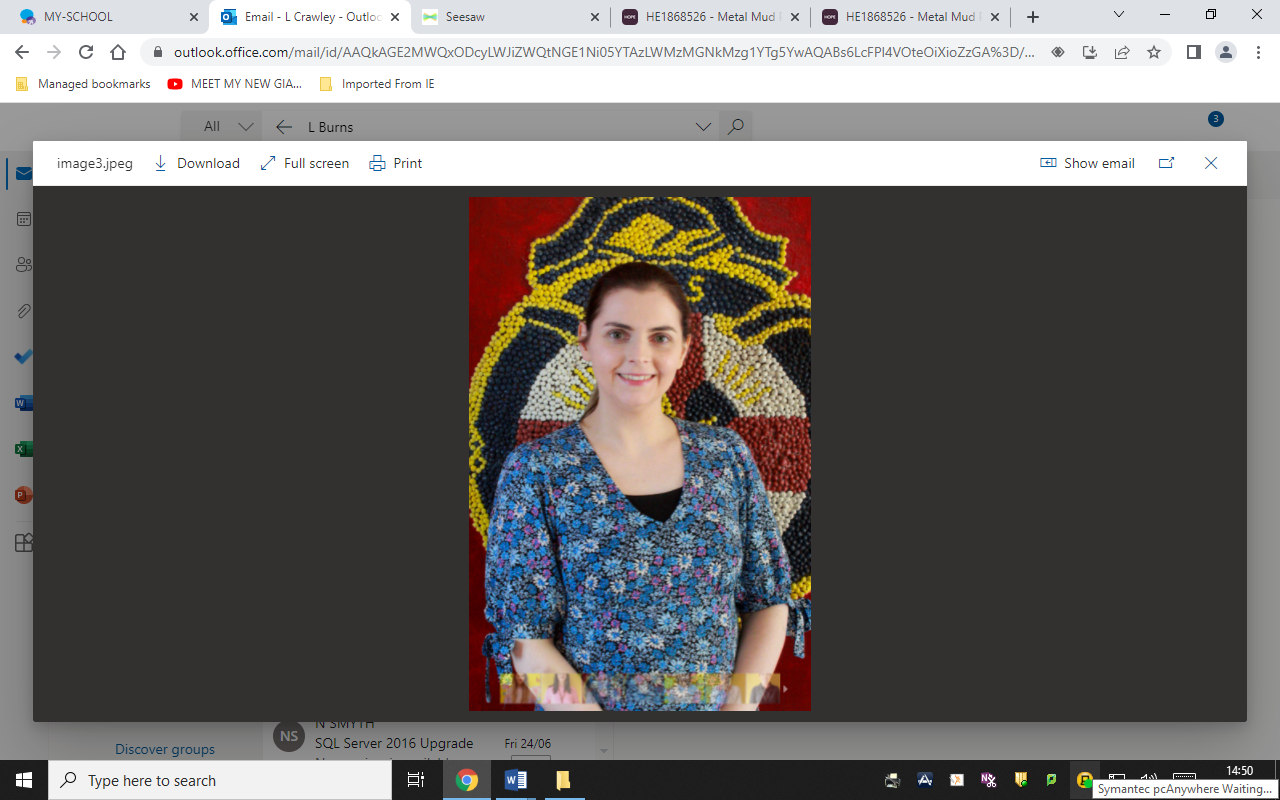 MY-SCHOOL
Email - L Crawley - Outloo
Seesaw
HE1868526 - Metal Mud
HE1868526 - Metal Mud
outlook.office.com/mail/id/AAQkAGE2MWQxODcyLWJiZWQtNGE1Ni05YTAzLWMzMGNkMzg1YTg5YwAQABs6LcFPl4VOteOiXioZzGA%3D/...
Managed bookmarks
MEET MY NEW GIA...
Imported From IE
All
L Burns
3
image3.jpeg
Download
Full screen
Print
Show email
S
NS
N SMYTH
SQL Server 2016 Upgrade
Fri 24/06
Discover groups
Type here to search
14:50
Symantec pcAnywhere Waiting...